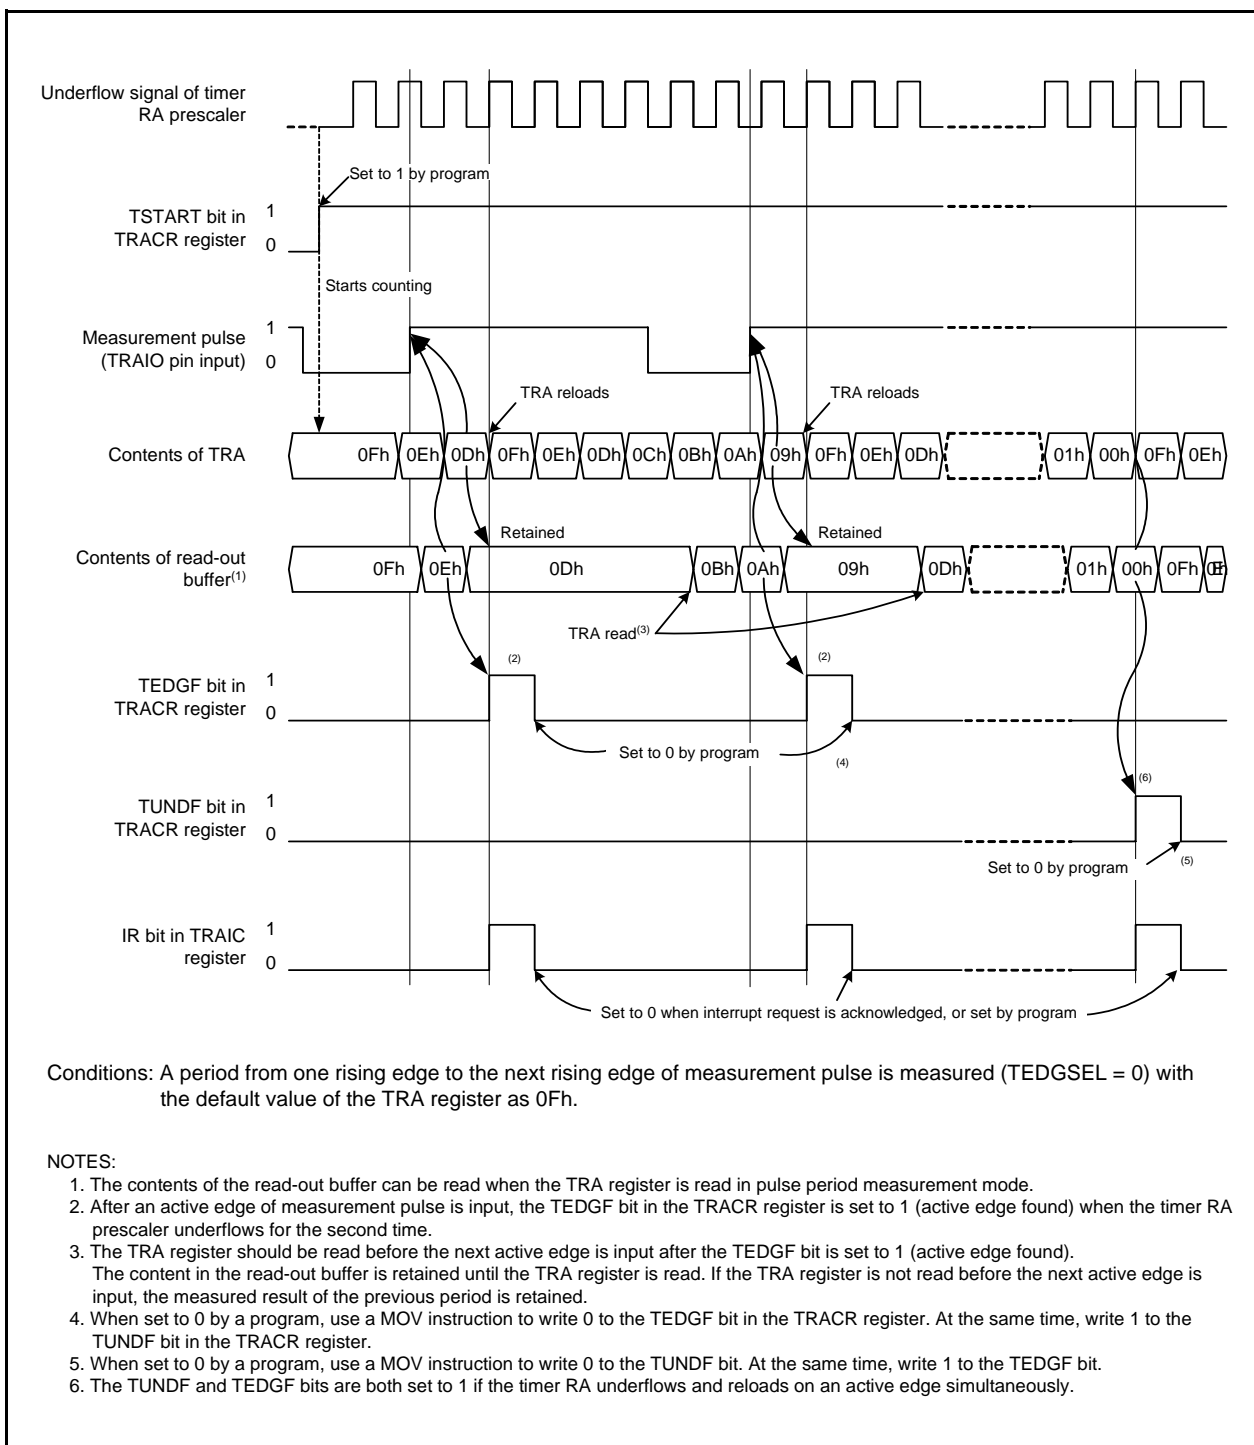 Underflow signal of timer
RA prescaler
Set to 1 by program
TSTART bit in
TRACR register
1
0
Starts counting
Measurement pulse
(TRAIO pin input)
1
0
TRA reloads
TRA reloads
Contents of TRA
0Fh 0Eh 0Dh 0Fh 0Eh 0Dh 0Ch 0Bh 0Ah 09h 0Fh 0Eh 0Dh 01h 00h 0Fh 0Eh
Retained
Retained
Contents of read-out
buffer(1)
0Fh 0Eh 0Dh 0Bh 0Ah 09h 0Dh 01h 00h 0Fh 0Eh
TRA read(3)
(2)
(2)
TEDGF bit in
TRACR register
1
0
Set to 0 by program
(4)
(6)
TUNDF bit in
TRACR register
1
0
Set to 0 by program
(5)
IR bit in TRAIC
register
1
0
Set to 0 when interrupt request is acknowledged, or set by program
Conditions: A period from one rising edge to the next rising edge of measurement pulse is measured (TEDGSEL = 0) with
the default value of the TRA register as 0Fh.
NOTES:
1. The contents of the read-out buffer can be read when the TRA register is read in pulse period measurement mode.
2. After an active edge of measurement pulse is input, the TEDGF bit in the TRACR register is set to 1 (active edge found) when the timer RA
prescaler underflows for the second time.
3. The TRA register should be read before the next active edge is input after the TEDGF bit is set to 1 (active edge found).
The content in the read-out buffer is retained until the TRA register is read. If the TRA register is not read before the next active edge is
input, the measured result of the previous period is retained.
4. When set to 0 by a program, use a MOV instruction to write 0 to the TEDGF bit in the TRACR register. At the same time, write 1 to the
TUNDF bit in the TRACR register.
5. When set to 0 by a program, use a MOV instruction to write 0 to the TUNDF bit. At the same time, write 1 to the TEDGF bit.
6. The TUNDF and TEDGF bits are both set to 1 if the timer RA underflows and reloads on an active edge simultaneously.